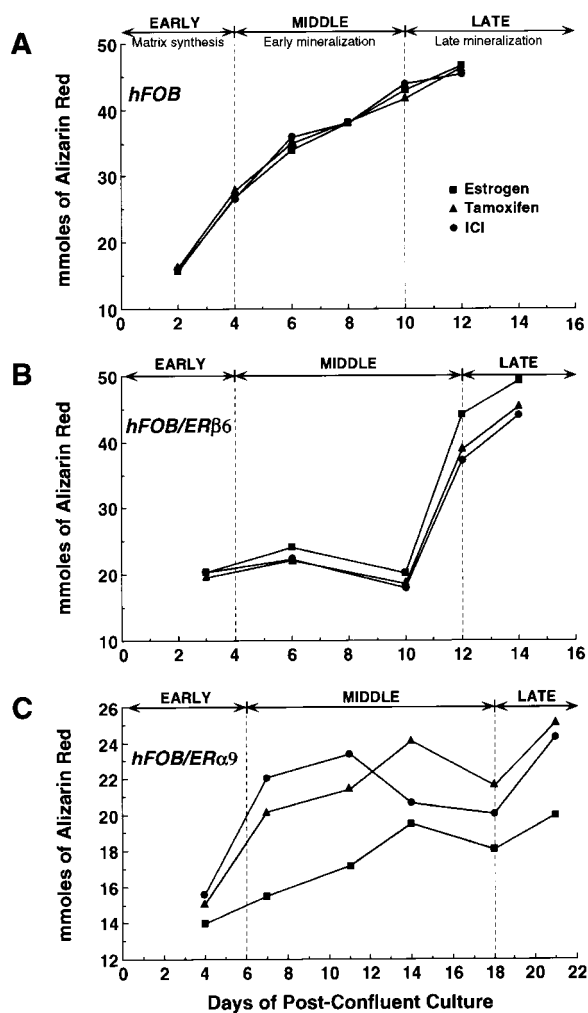 EARLY MIDDLE LATE
A Matrix synthesis Early mineralization Late mineralization
50
hFOB
40
30
20
10
mmoles of Alizarin Red
Estrogen
Tamoxifen
ICI
0 2 4 6 8 10 12 14 16
EARLY MIDDLE LATE
B
50
hFOB/ERβ6
40
30
20
10
mmoles of Alizarin Red
0 2 4 6 8 10 12 14 16
EARLY MIDDLE LATE
C
26
hFOB/ERα9
24
22
20
18
16
14
12
mmoles of Alizarin Red
0 2 4 6 8 10 12 14 16 18 20 22
Days of Post-Confluent Culture